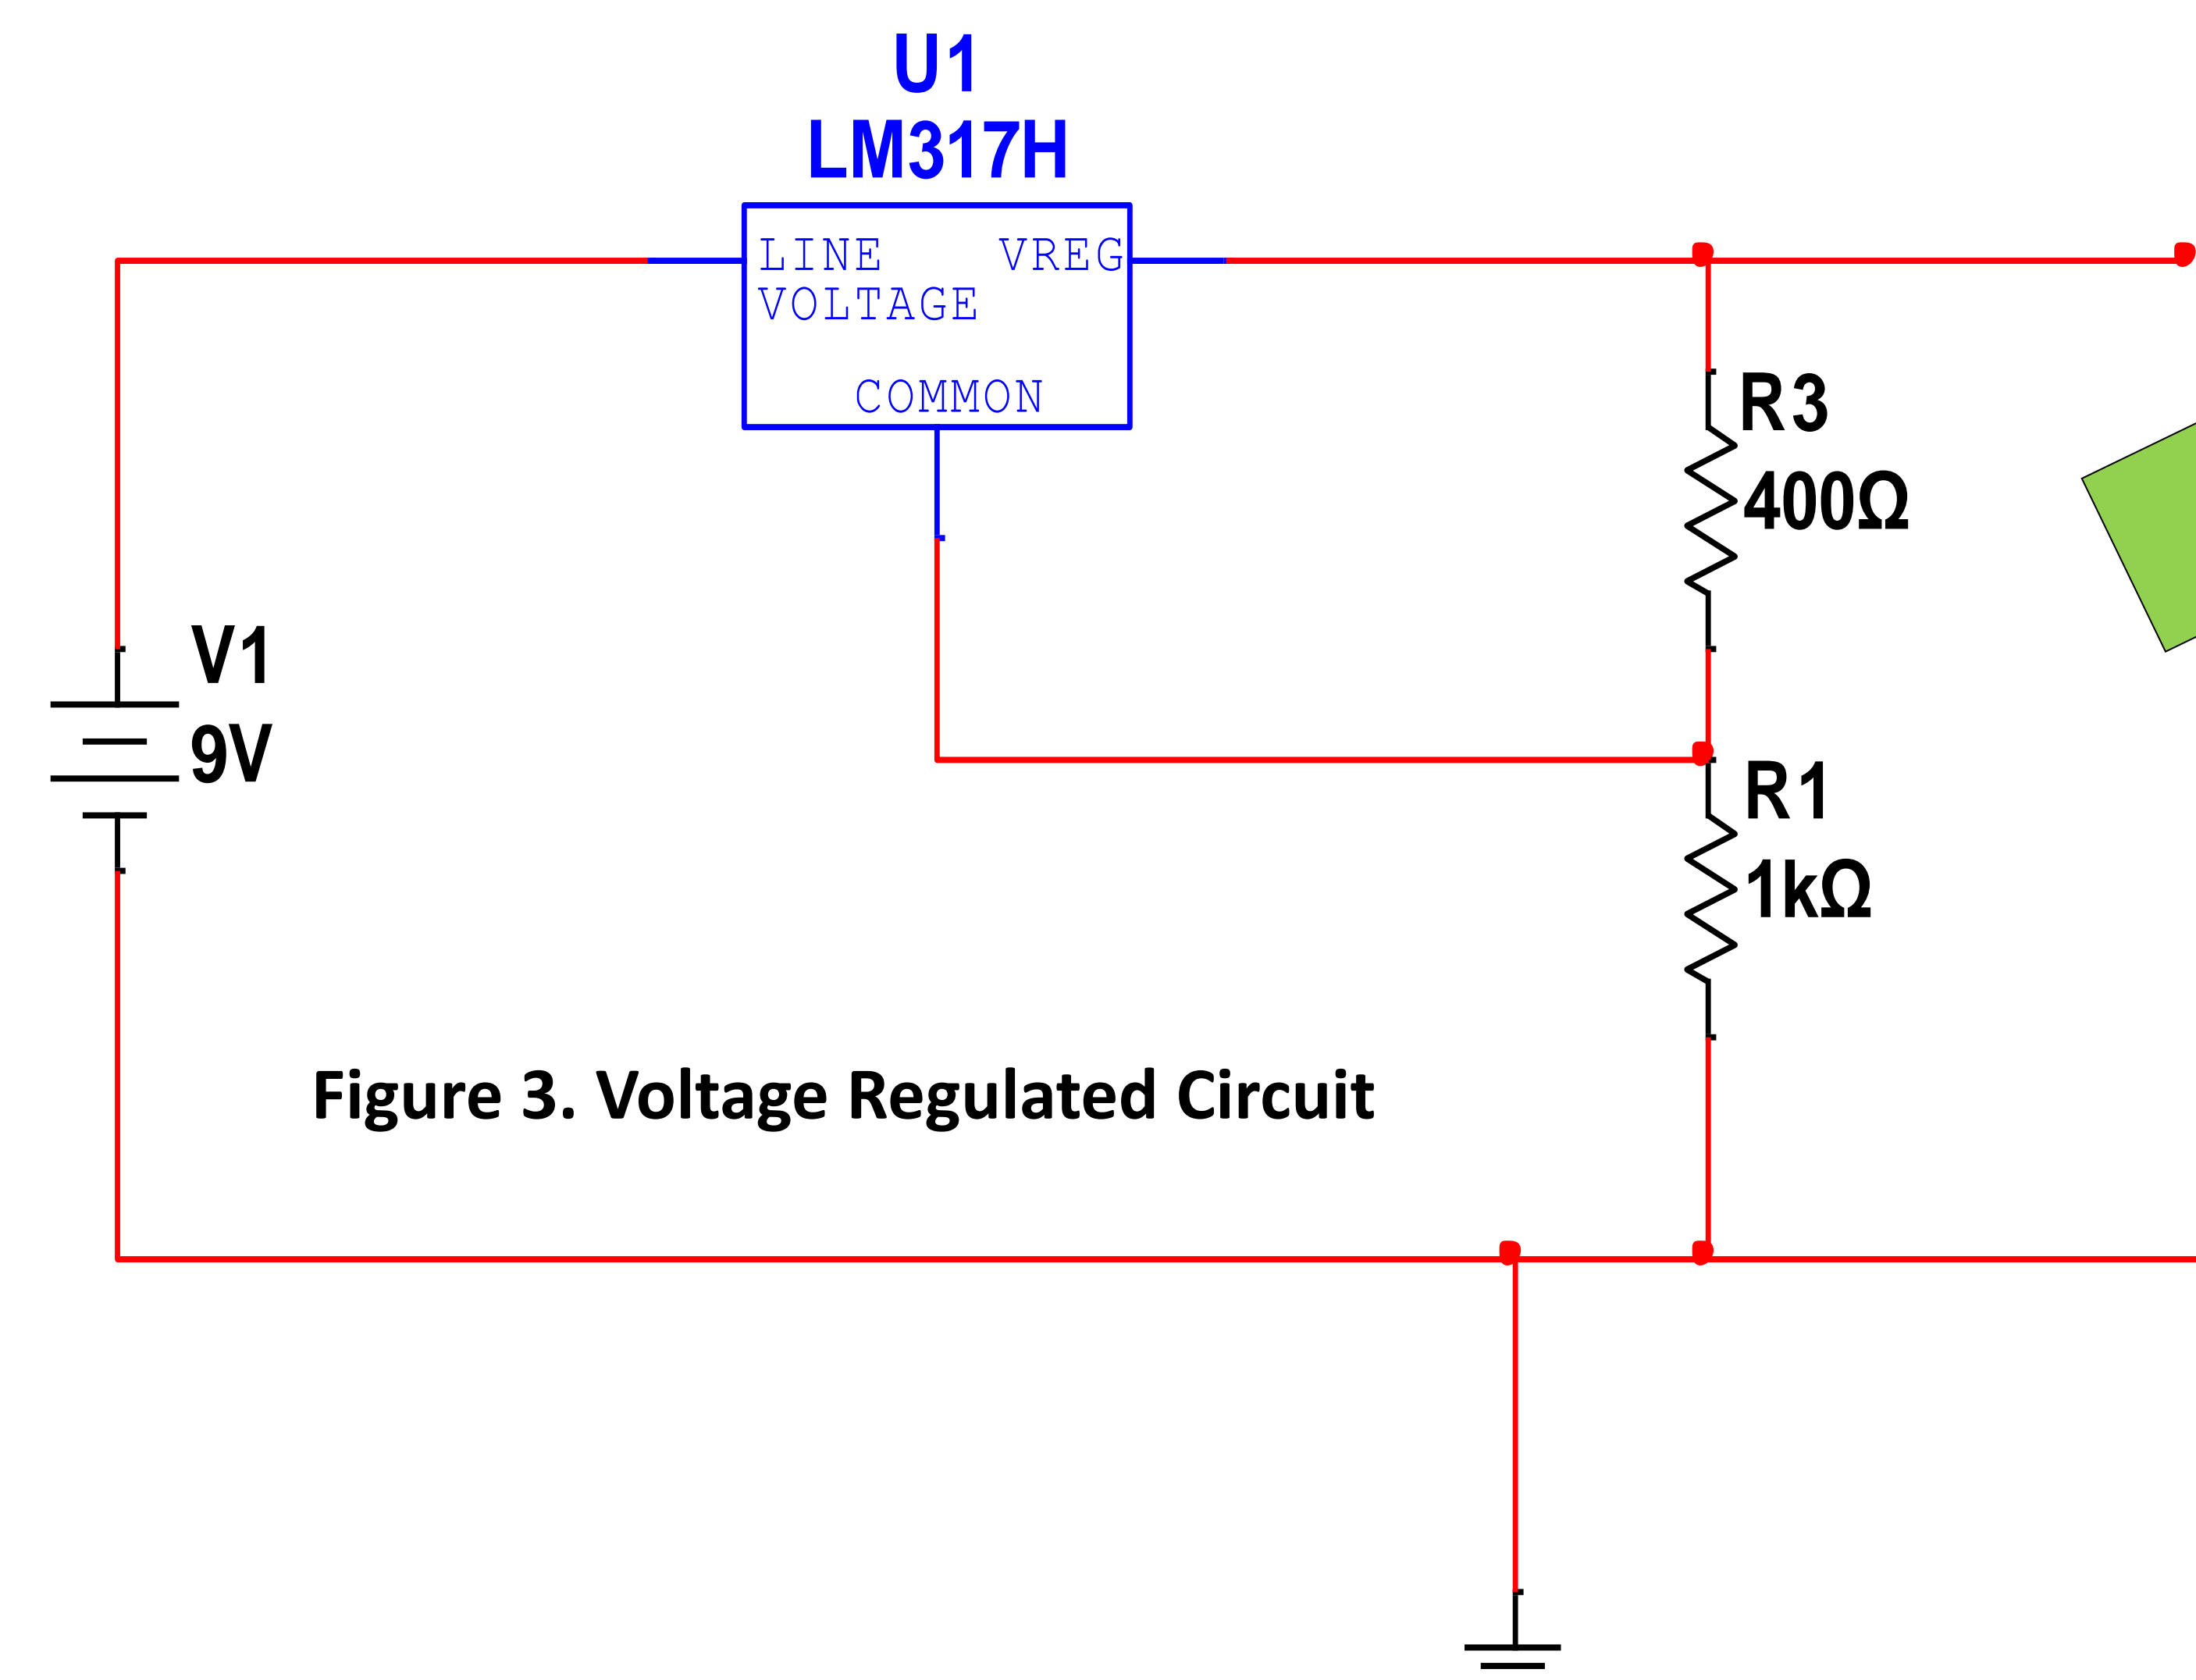 U1
LM317H
LINE VREG
VOLTAGE
COMMON
R3
400Ω
V1
9V
R1
1kΩ
Figure 3. Voltage Regulated Circuit